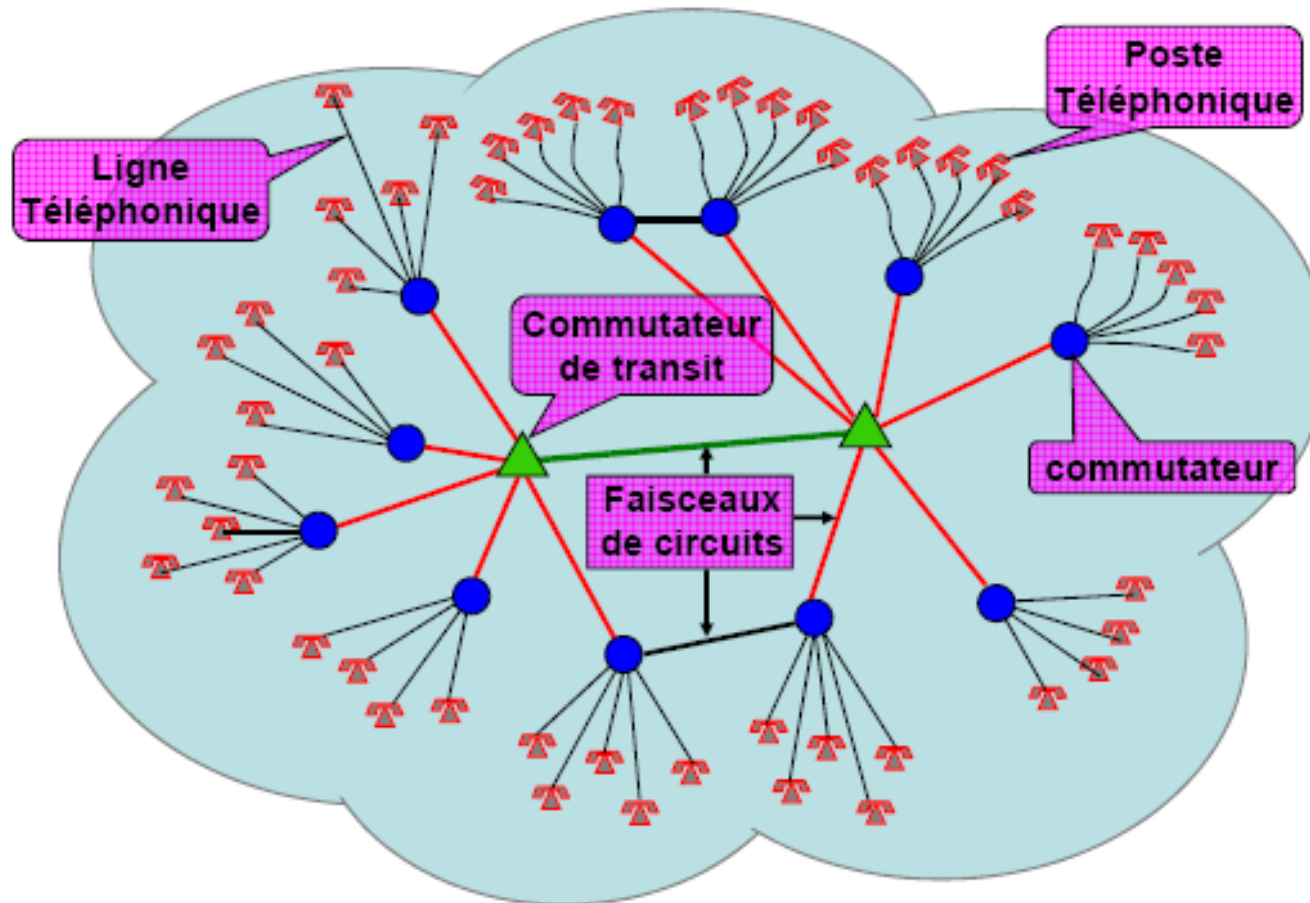 Poste
Téléphonique
Ligne
Téléphonique
Commutateur
de transit
commutateur
Faisceaux
de circuits